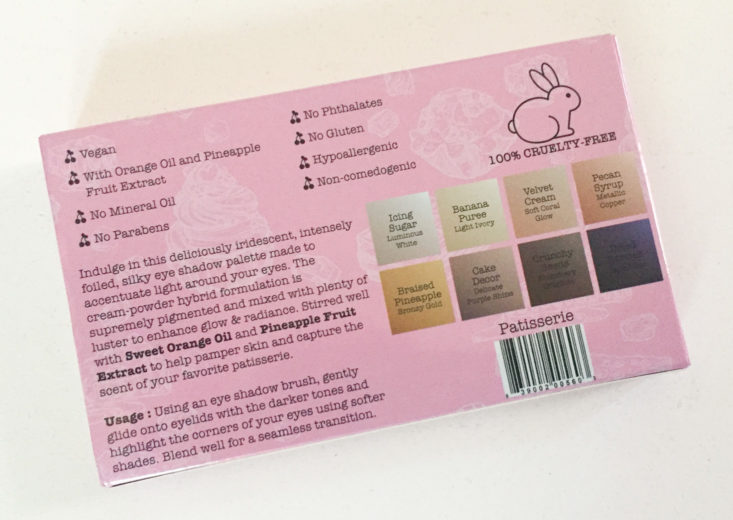 Vegan
With Orange Oil and Pineapple
Fruit Extract
No Mineral Oil
No Parabens
No Phthalates
No Gluten
Hypoallergenic
Non-comedogenic
100% CRUELTY-FREE
Indulge in this deliciously iridescent, intensely
foiled, silky eye shadow palette made to
accentuate light around your eyes. The
cream-powder hybrid formulation is
supremely pigmented and mixed with plenty of
luster to enhance glow & radiance. Stirred well
with Sweet Orange Oil and Pineapple Fruit
Extract to help pamper skin and capture the
scent of your favorite patisserie.
Usage : Using an eye shadow brush, gently
glide onto eyelids with the darker tones and
highlight the corners of your eyes using softer
shades. Blend well for a seamless transition.
Icing
Sugar
Luminous
White
Banana
Puree
Light Ivory
Velvet
Cream
Soft Coral
Glow
Pecan
Syrup
Metallic
Copper
Braised
Pineapple
Bronzy Gold
Cake
Decor
Delicate
Purple Shine
Crunchy
Patisserie